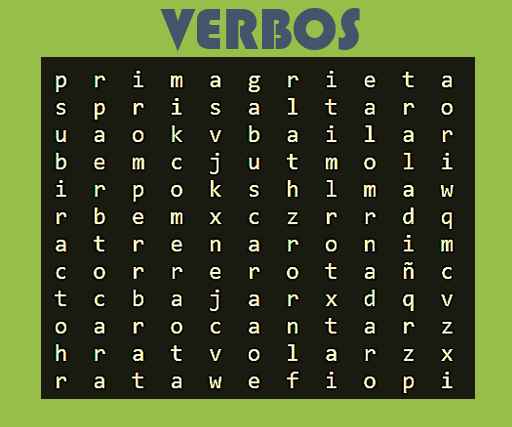 VERBOS
p r i m a g r i e t a
s p r i s a l t a r o
u a o k v b a i l a r
b e m c j u t m o l i
i r p o k s h l m a w
r b e m x c z r r d q
a t r e n a r o n i m
c o r r e r o t a ñ c
t c b a j a r x d q v
o a r o c a n t a r z
h r a t v o l a r z x
r a t a w e f i o p i